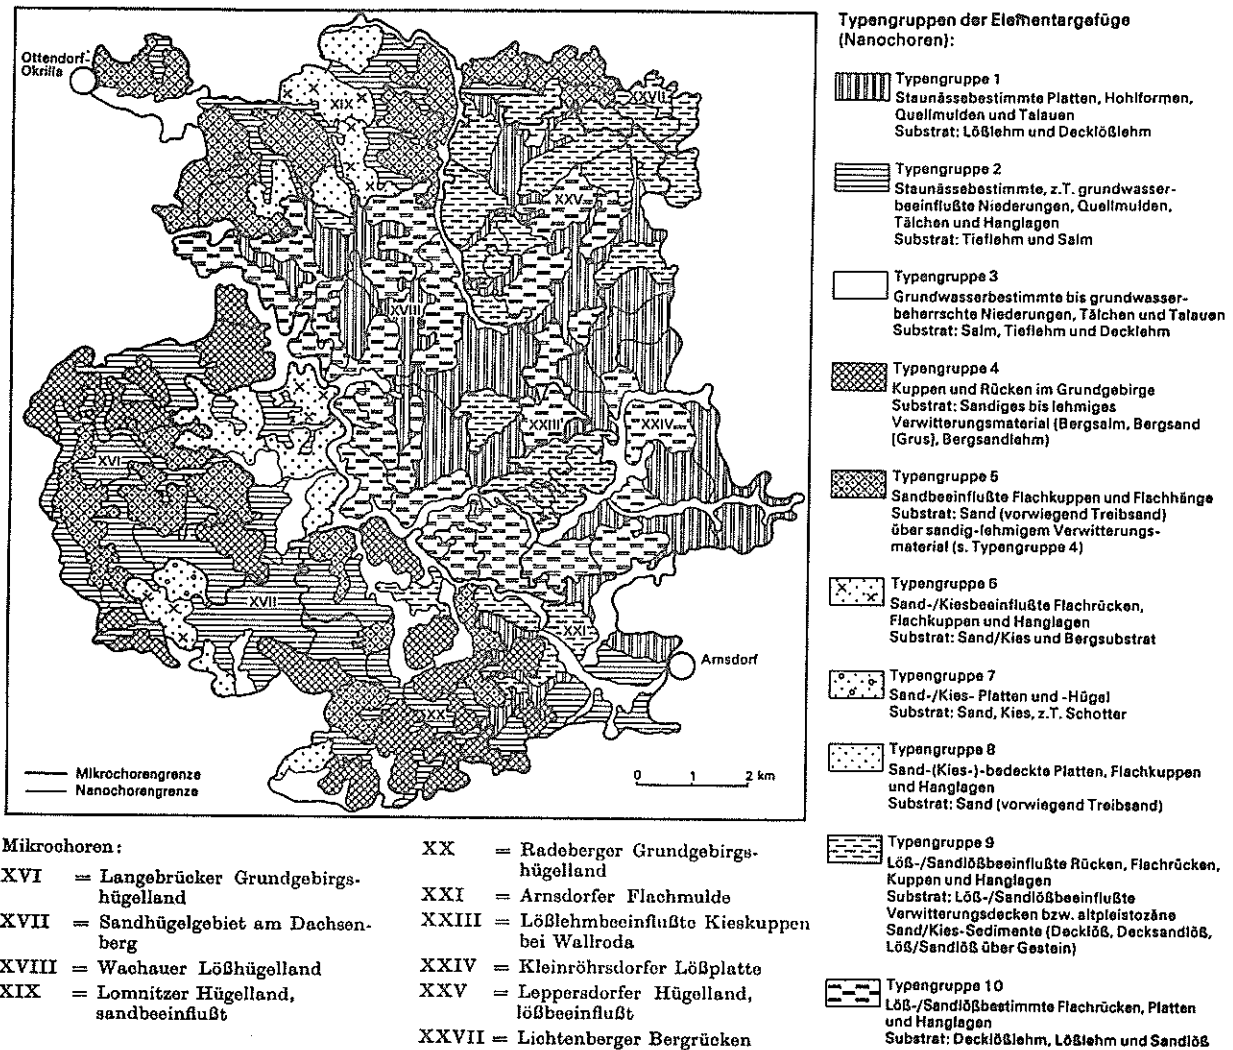 Ottendorf-
Okrilla
XIX
XXVII
XXV
XVIII
XXIII
XXIV
XVI
XVII
XXI
Arnsdorf
XX
Mikrochorengrenze
Nanochorengrenze
0 1 2 km
Typengruppen der Elementargefüge
(Nanochoren):
Typengruppe 1
Staunässebestimmte Platten, Hohlformen,
Quellmulden und Talauen
Substrat: Lößlehm und Decklößlehm
Typengruppe 2
Staunässebestimmte, z.T. grundwasser-
beeinflußte Niederungen, Quellmulden,
Tälchen und Hanglagen
Substrat: Tieflehm und Salm
Typengruppe 3
Grundwasserbestimmte bis grundwasser-
beherrschte Niederungen, Tälchen und Talauen
Substrat: Salm, Tieflehm und Decklehm
Typengruppe 4
Kuppen und Rücken im Grundgebirge
Substrat: Sandiges bis lehmiges
Verwitterungsmaterial (Bergsalm, Bergsand
[Grus], Bergsandlehm)
Typengruppe 5
Sandbeeinflußte Flachkuppen und Flachhänge
Substrat: Sand (vorwiegend Treibsand)
über sandig-lehmigem Verwitterungs-
material (s. Typengruppe 4)
Typengruppe 6
Sand-/Kiesbeeinflußte Flachrücken,
Flachkuppen und Hanglagen
Substrat: Sand/Kies und Bergsubstrat
Typengruppe 7
Sand-/Kies- Platten und -Hügel
Substrat: Sand, Kies, z.T. Schotter
Typengruppe 8
Sand-(Kies-)-bedeckte Platten, Flachkuppen
und Hanglagen
Substrat: Sand (vorwiegend Treibsand)
Typengruppe 9
Löß-/Sandlößbeeinflußte Rücken, Flachrücken,
Kuppen und Hanglagen
Substrat: Löß-/Sandlößbeeinflußte
Verwitterungsdecken bzw. altpleistozäne
Sand/Kies-Sedimente (Decklöß, Decksandlöß,
Löß/Sandlöß über Gestein)
Typengruppe 10
Löß-/Sandlößbestimmte Flachrücken, Platten
und Hanglagen
Substrat: Decklößlehm, Lößlehm und Sandlöß
Mikrochoren:
XVI = Langebrücker Grundgebirgs-
hügelland
XVII = Sandhügelgebiet am Dachsen-
berg
XVIII = Wachauer Lößhügelland
XIX = Lomnitzer Hügelland,
sandbeeinflußt
XX = Radeberger Grundgebirgs-
hügelland
XXI = Arnsdorfer Flachmulde
XXIII = Lößlehmbeeinflußte Kieskuppen
bei Wallroda
XXIV = Kleinröhrsdorfer Lößplatte
XXV = Leppersdorfer Hügelland,
lößbeeinflußt
XXVII = Lichtenberger Bergrücken